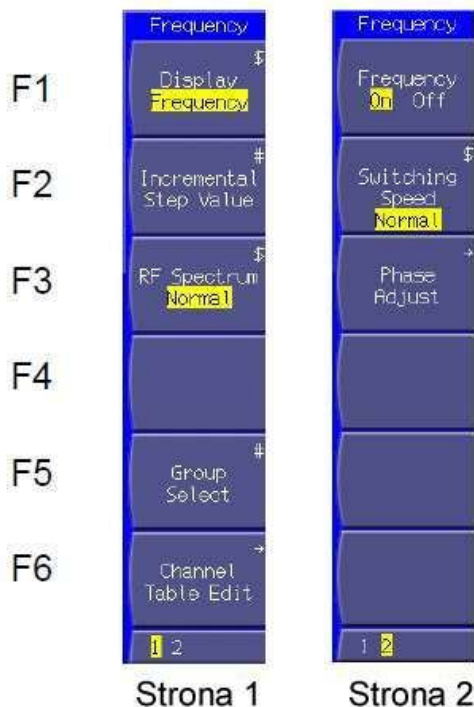 Frequency
F1
$
Display
Frequency
F2
#
Incremental
Step Value
F3
$
RF Spectrum
Normal
F4
F5
#
Group
Select
F6
→
Channel
Table Edit
1 2
Strona 1
Frequency
Frequency
On Off
$
Switching
Speed
Normal
→
Phase
Adjust
1 2
Strona 2